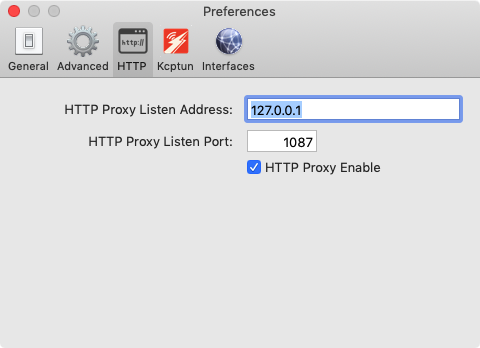 Preferences
General Advanced HTTP Kcptun Interfaces
http://
HTTP Proxy Listen Address: 127.0.0.1
HTTP Proxy Listen Port: 1087
HTTP Proxy Enable